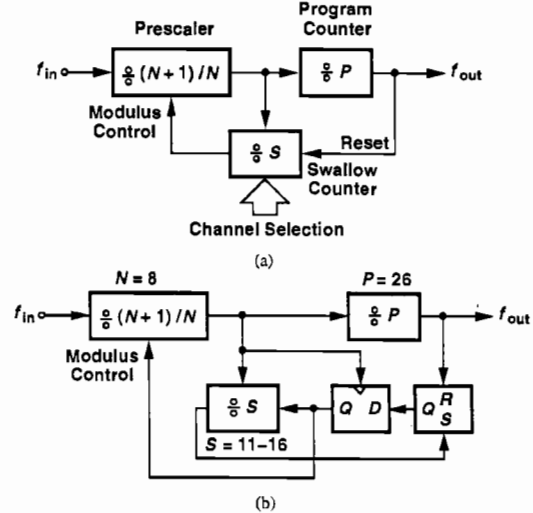 Prescaler
Program
Counter
f_in
÷ (N + 1) / N
÷ P
f_out
Modulus
Control
Reset
÷ S
Swallow
Counter
Channel Selection
(a)
N = 8
P = 26
f_in
÷ (N + 1) / N
÷ P
f_out
Modulus
Control
÷ S
Q D
Q R
S
S = 11–16
(b)